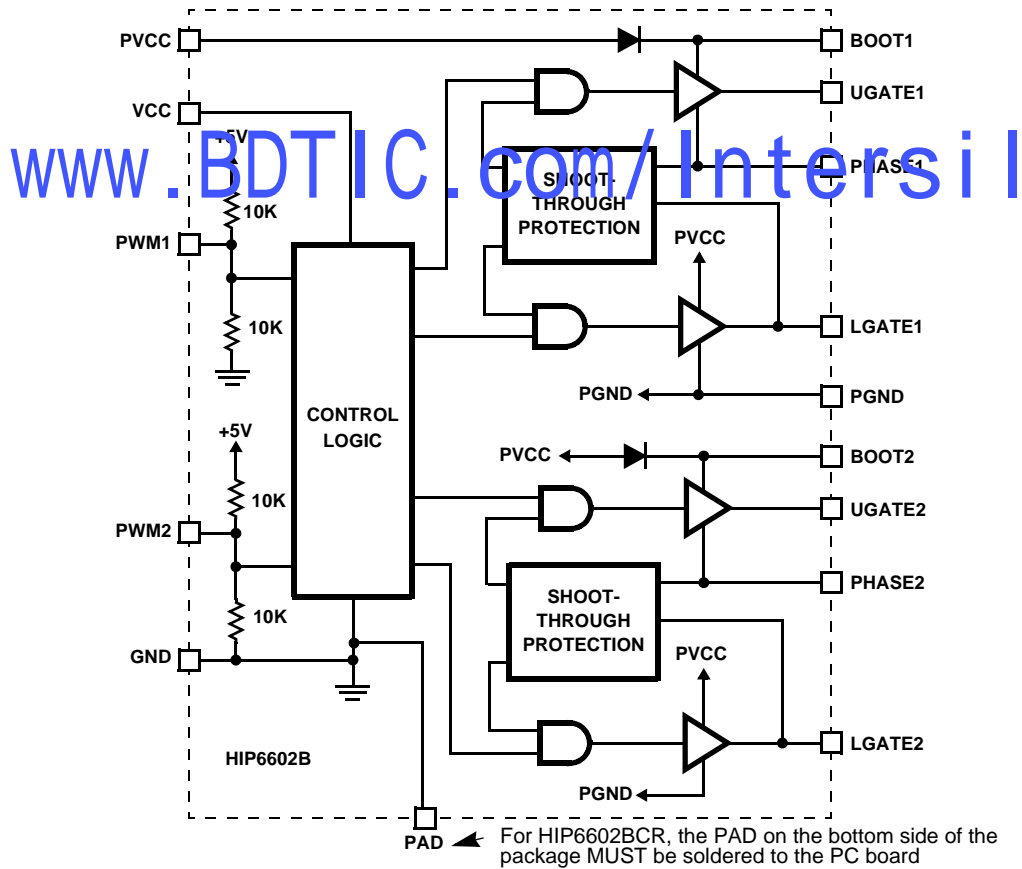 PVCC
BOOT1
UGATE1
VCC
+5V
www.BDTIC.com/Intersil
PHASE1
SHOOT-
THROUGH
PROTECTION
10K
PWM1
PVCC
10K
LGATE1
PGND
PGND
CONTROL
LOGIC
+5V
PVCC
BOOT2
10K
UGATE2
PWM2
PHASE2
SHOOT-
THROUGH
PROTECTION
10K
GND
PVCC
LGATE2
HIP6602B
PGND
PAD
For HIP6602BCR, the PAD on the bottom side of the
package MUST be soldered to the PC board